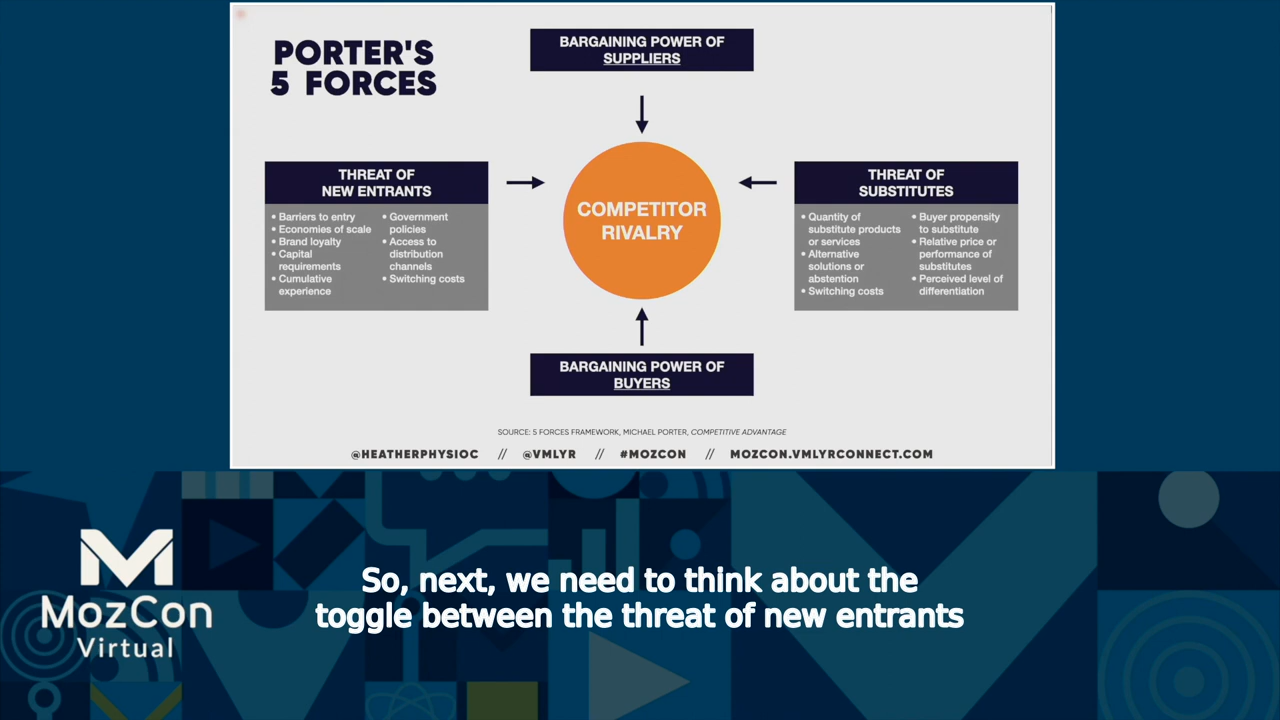 PORTER'S
5 FORCES
BARGAINING POWER OF
SUPPLIERS
THREAT OF
NEW ENTRANTS
• Barriers to entry
• Economies of scale
• Brand loyalty
• Capital
requirements
• Cumulative
experience
• Government
policies
• Access to
distribution
channels
• Switching costs
COMPETITOR
RIVALRY
THREAT OF
SUBSTITUTES
• Quantity of
substitute products
or services
• Alternative
solutions or
abstention
• Switching costs
• Buyer propensity
to substitute
• Relative price or
performance of
substitutes
• Perceived level of
differentiation
BARGAINING POWER OF
BUYERS
SOURCE: 5 FORCES FRAMEWORK, MICHAEL PORTER, COMPETITIVE ADVANTAGE
@HEATHERPHYSIOC // @VMLYR // #MOZCON // MOZCON.VMLYRCONNECT.COM
M
MozCon
Virtual
So, next, we need to think about the
toggle between the threat of new entrants